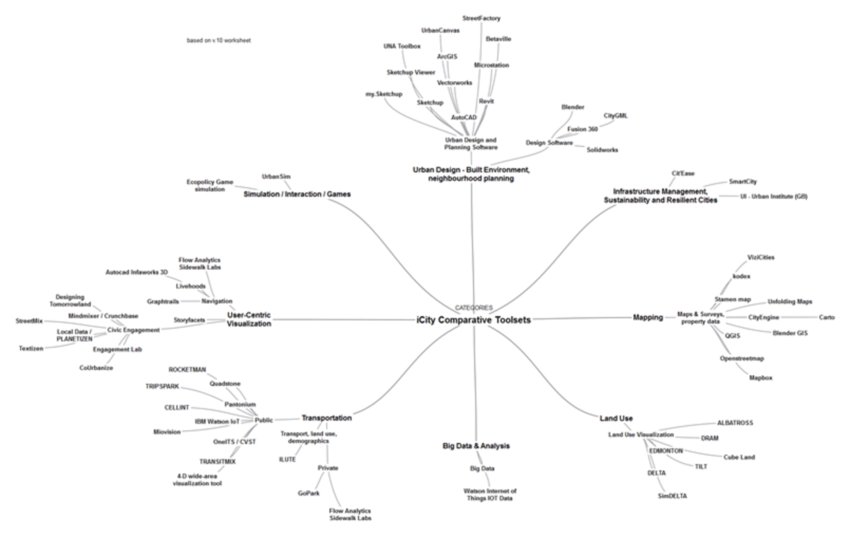 based on v 10 worksheet
StreetFactory
UrbanCanvas
Betaville
UNA Toolbox
ArcGIS
Microstation
Sketchup Viewer
Vectorworks
my.Sketchup
Sketchup
Revit
AutoCAD
Urban Design and
Planning Software
Blender
CityGML
Fusion 360
Design Software
Solidworks
Urban Design - Built Environment,
neighbourhood planning
UrbanSim
Ecopolicy Game
simulation
Simulation / Interaction / Games
CitEase
SmartCity
Infrastructure Management,
Sustainability and Resilient Cities
UI - Urban Institute (GB)
Flow Analytics
Sidewalk Labs
Autocad Infaworks 3D
Livehoods
Graphtrails
Navigation
Designing
Tomorrowland
Mindmixer / Crunchbase
StreetMix
Storyfacets
User-Centric
Visualization
Civic Engagement
Local Data /
PLANETIZEN
Textizen
Engagement Lab
CoUrbanize
CATEGORIES
iCity Comparative Toolsets
ViziCities
kodex
Stamen map
Unfolding Maps
Mapping
Maps & Surveys,
property data
CityEngine
Carto
QGIS
Blender GIS
Openstreetmap
Mapbox
ROCKETMAN
Quadstone
TRIPSPARK
Pantonium
CELLINT
IBM Watson IoT
Public
Miovision
OneITS / CVST
TRANSITMIX
4-D wide-area
visualization tool
Transportation
Transport, land use,
demographics
ILUTE
Private
GoPark
Flow Analytics
Sidewalk Labs
Big Data & Analysis
Big Data
Watson Internet of
Things IOT Data
Land Use
Land Use Visualization
ALBATROSS
DRAM
EDMONTON
Cube Land
TILT
DELTA
SimDELTA